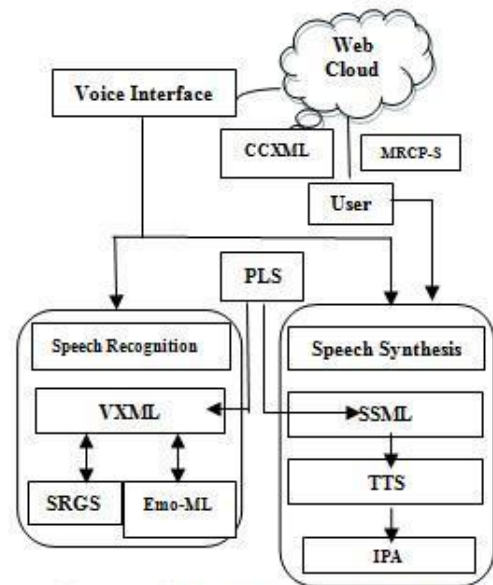 Web
Cloud
Voice Interface
CCXML
MRCP-S
User
PLS
Speech Recognition
Speech Synthesis
VXML
SSML
SRGS
Emo-ML
TTS
IPA